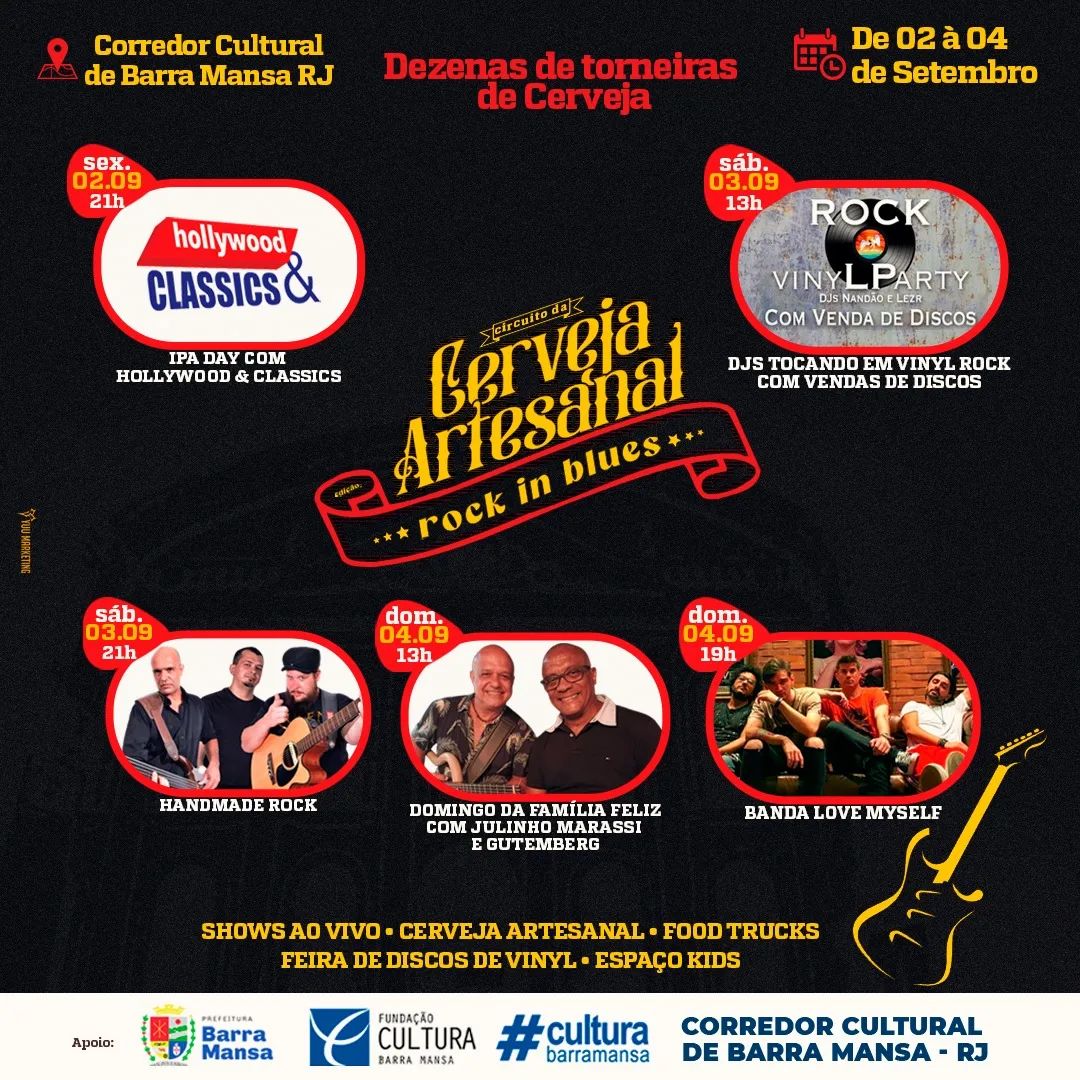 Corredor Cultural
de Barra Mansa RJ
Dezenas de torneiras
de Cerveja
De 02 à 04
de Setembro
sex.
02.09
21h
hollywood
CLASSICS &
IPA DAY COM
HOLLYWOOD & CLASSICS
sáb.
03.09
13h
ROCK
VINYLPARTY
DJS NANDÃO E LEZR
COM VENDA DE DISCOS
DJS TOCANDO EM VINYL ROCK
COM VENDAS DE DISCOS
circuito da
Cerveja
Artesanal
Edição:
rock in blues
YUU MARKETING
sáb.
03.09
21h
HANDMADE ROCK
dom.
04.09
13h
DOMINGO DA FAMÍLIA FELIZ
COM JULINHO MARASSI
E GUTEMBERG
dom.
04.09
19h
BANDA LOVE MYSELF
SHOWS AO VIVO • CERVEJA ARTESANAL • FOOD TRUCKS
FEIRA DE DISCOS DE VINYL • ESPAÇO KIDS
Apoio:
PREFEITURA
Barra
Mansa
FUNDAÇÃO
CULTURA
BARRA MANSA
#cultura
barramansa
CORREDOR CULTURAL
DE BARRA MANSA - RJ